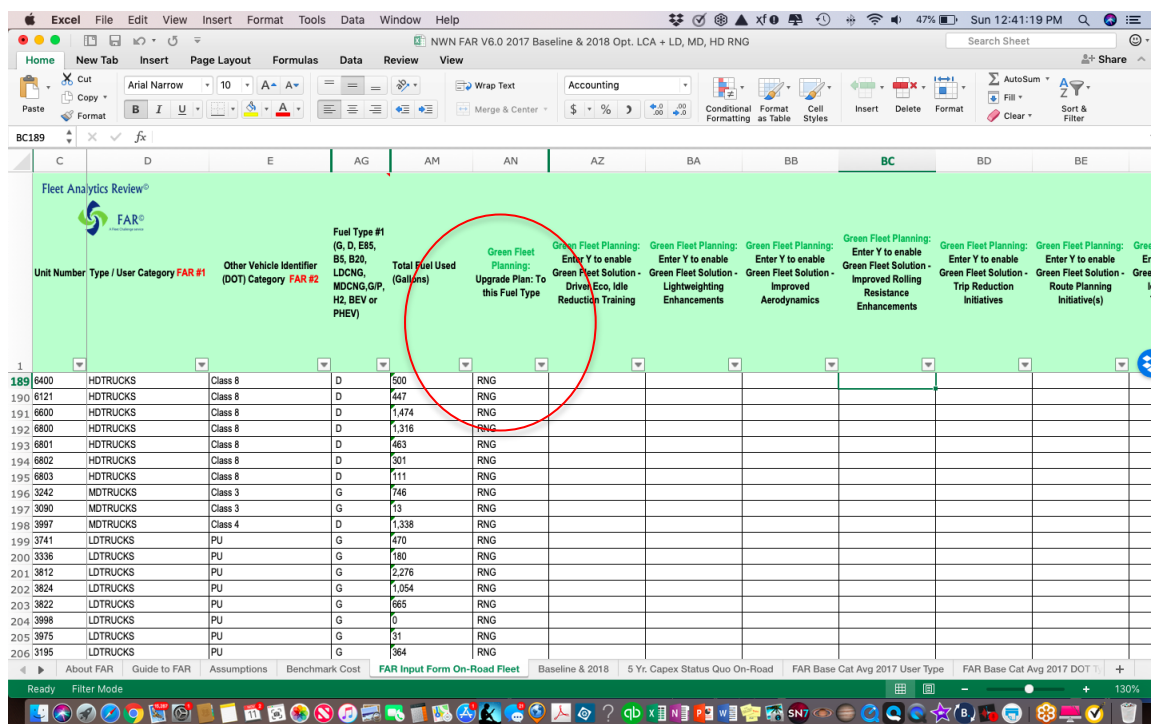 Excel File Edit View Insert Format Tools Data Window Help 47% Sun 12:41:19 PM
NWN FAR V6.0 2017 Baseline & 2018 Opt. LCA + LD, MD, HD RNG Search Sheet
Home New Tab Insert Page Layout Formulas Data Review View Share
Cut Arial Narrow 10 A A Wrap Text Accounting AutoSum
Copy Fill
Paste Format B I U A Merge & Center $ % Conditional Formatting Format as Table Cell Styles Insert Delete Format Clear Sort & Filter
BC189 fx
C D E AG AM AN AZ BA BB BC BD BE
Fleet Analytics Review©
FAR©
Unit Number Type / User Category FAR #1 Other Vehicle Identifier (DOT) Category FAR #2
Fuel Type #1
(G, D, E85,
B5, B20,
LDCNG,
MDCNG,G/P,
H2, BEV or
PHEV)
Total Fuel Used
(Gallons)
Green Fleet
Planning:
Upgrade Plan: To
this Fuel Type
Green Fleet Planning:
Enter Y to enable
Green Fleet Solution -
Driver Eco, Idle
Reduction Training
Green Fleet Planning:
Enter Y to enable
Green Fleet Solution -
Lightweighting
Enhancements
Green Fleet Planning:
Enter Y to enable
Green Fleet Solution -
Improved
Aerodynamics
Green Fleet Planning:
Enter Y to enable
Green Fleet Solution -
Improved Rolling
Resistance
Enhancements
Green Fleet Planning:
Enter Y to enable
Green Fleet Solution -
Trip Reduction
Initiatives
Green Fleet Planning:
Enter Y to enable
Green Fleet Solution -
Route Planning
Initiative(s)
1
189 6400 HDTRUCKS Class 8 D 500 RNG
190 6121 HDTRUCKS Class 8 D 447 RNG
191 6600 HDTRUCKS Class 8 D 1,474 RNG
192 6800 HDTRUCKS Class 8 D 1,316 RNG
193 6801 HDTRUCKS Class 8 D 463 RNG
194 6802 HDTRUCKS Class 8 D 301 RNG
195 6803 HDTRUCKS Class 8 D 111 RNG
196 3242 MDTRUCKS Class 3 G 746 RNG
197 3090 MDTRUCKS Class 3 G 13 RNG
198 3997 MDTRUCKS Class 4 D 1,338 RNG
199 3741 LDTRUCKS PU G 470 RNG
200 3336 LDTRUCKS PU G 180 RNG
201 3812 LDTRUCKS PU G 2,276 RNG
202 3824 LDTRUCKS PU G 1,054 RNG
203 3822 LDTRUCKS PU G 665 RNG
204 3998 LDTRUCKS PU G 0 RNG
205 3975 LDTRUCKS PU G 31 RNG
206 3195 LDTRUCKS PU G 364 RNG
About FAR Guide to FAR Assumptions Benchmark Cost FAR Input Form On-Road Fleet Baseline & 2018 5 Yr. Capex Status Quo On-Road FAR Base Cat Avg 2017 User Type FAR Base Cat Avg 2017 DOT +
Ready Filter Mode 130%